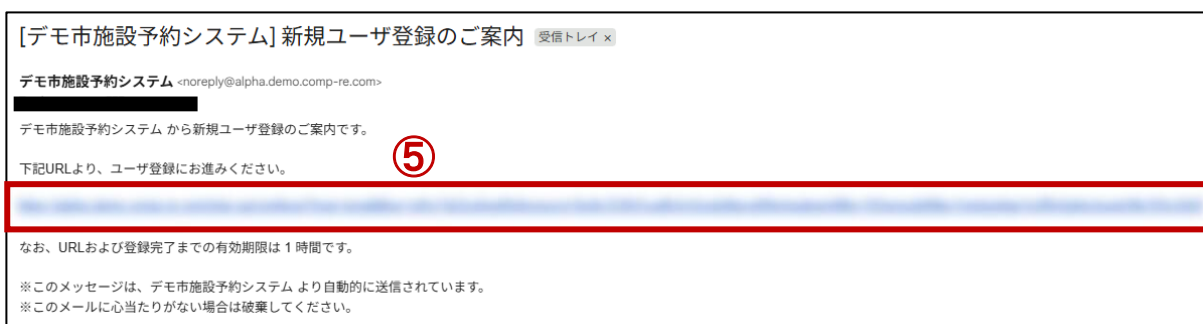 [デモ市施設予約システム] 新規ユーザ登録のご案内 受信トレイ ×
デモ市施設予約システム <noreply@alpha.demo.comp-re.com>
デモ市施設予約システム から新規ユーザ登録のご案内です。
⑤
下記URLより、ユーザ登録にお進みください。
なお、URLおよび登録完了までの有効期限は 1 時間です。
※このメッセージは、デモ市施設予約システム より自動的に送信されています。
※このメールに心当たりがない場合は破棄してください。